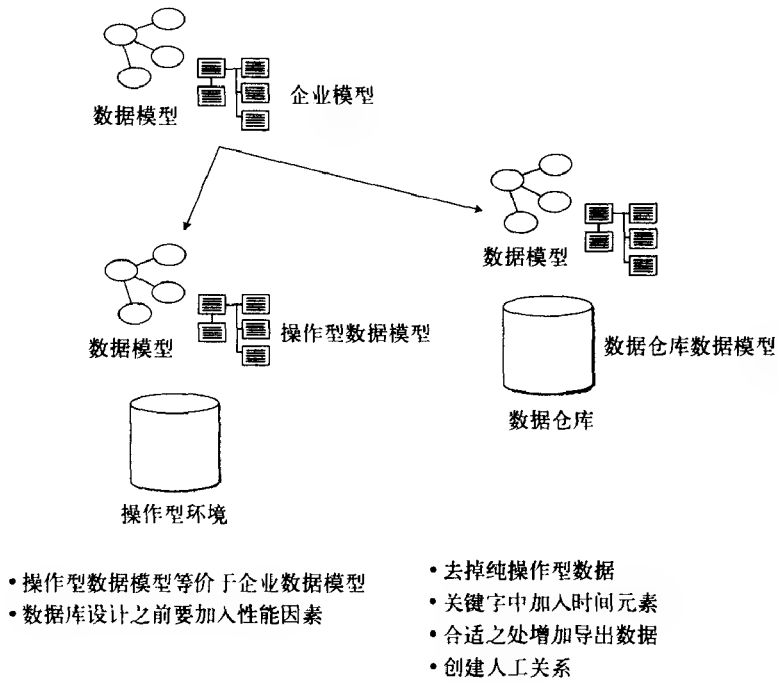 数据模型
企业模型
数据模型
数据模型
操作型数据模型
数据仓库数据模型
数据仓库
操作型环境
• 操作型数据模型等价于企业数据模型
• 数据库设计之前要加入性能因素
• 去掉纯操作型数据
• 关键字中加入时间元素
• 合适之处增加导出数据
• 创建人工关系